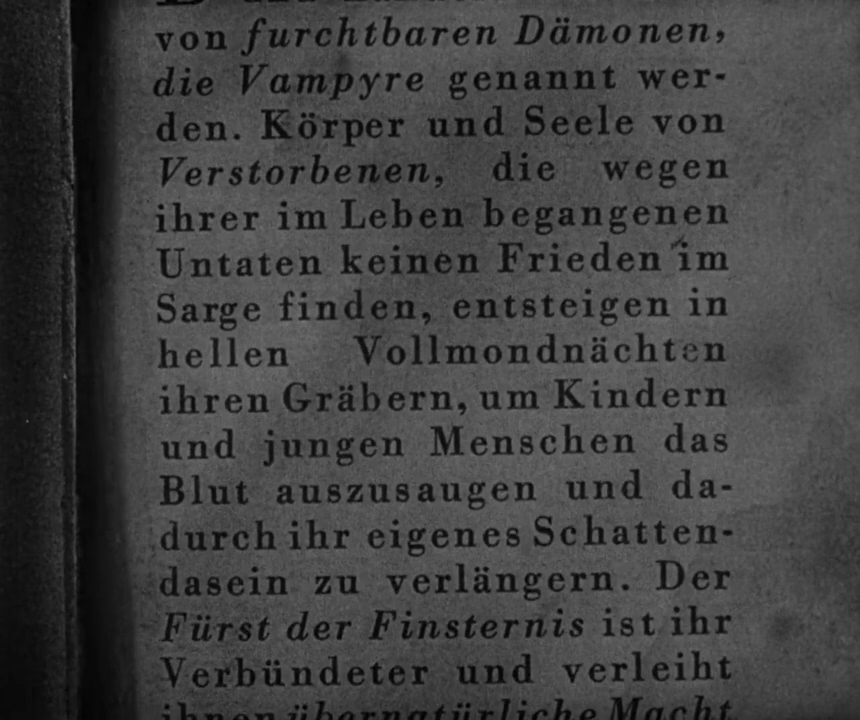 von furchtbaren Dämonen,
die Vampyre genannt wer-
den. Körper und Seele von
Verstorbenen, die wegen
ihrer im Leben begangenen
Untaten keinen Frieden im
Sarge finden, entsteigen in
hellen Vollmondnächten
ihren Gräbern, um Kindern
und jungen Menschen das
Blut auszusaugen und da-
durch ihr eigenes Schatten-
dasein zu verlängern. Der
Fürst der Finsternis ist ihr
Verbündeter und verleiht
ihnen übernatürliche Macht